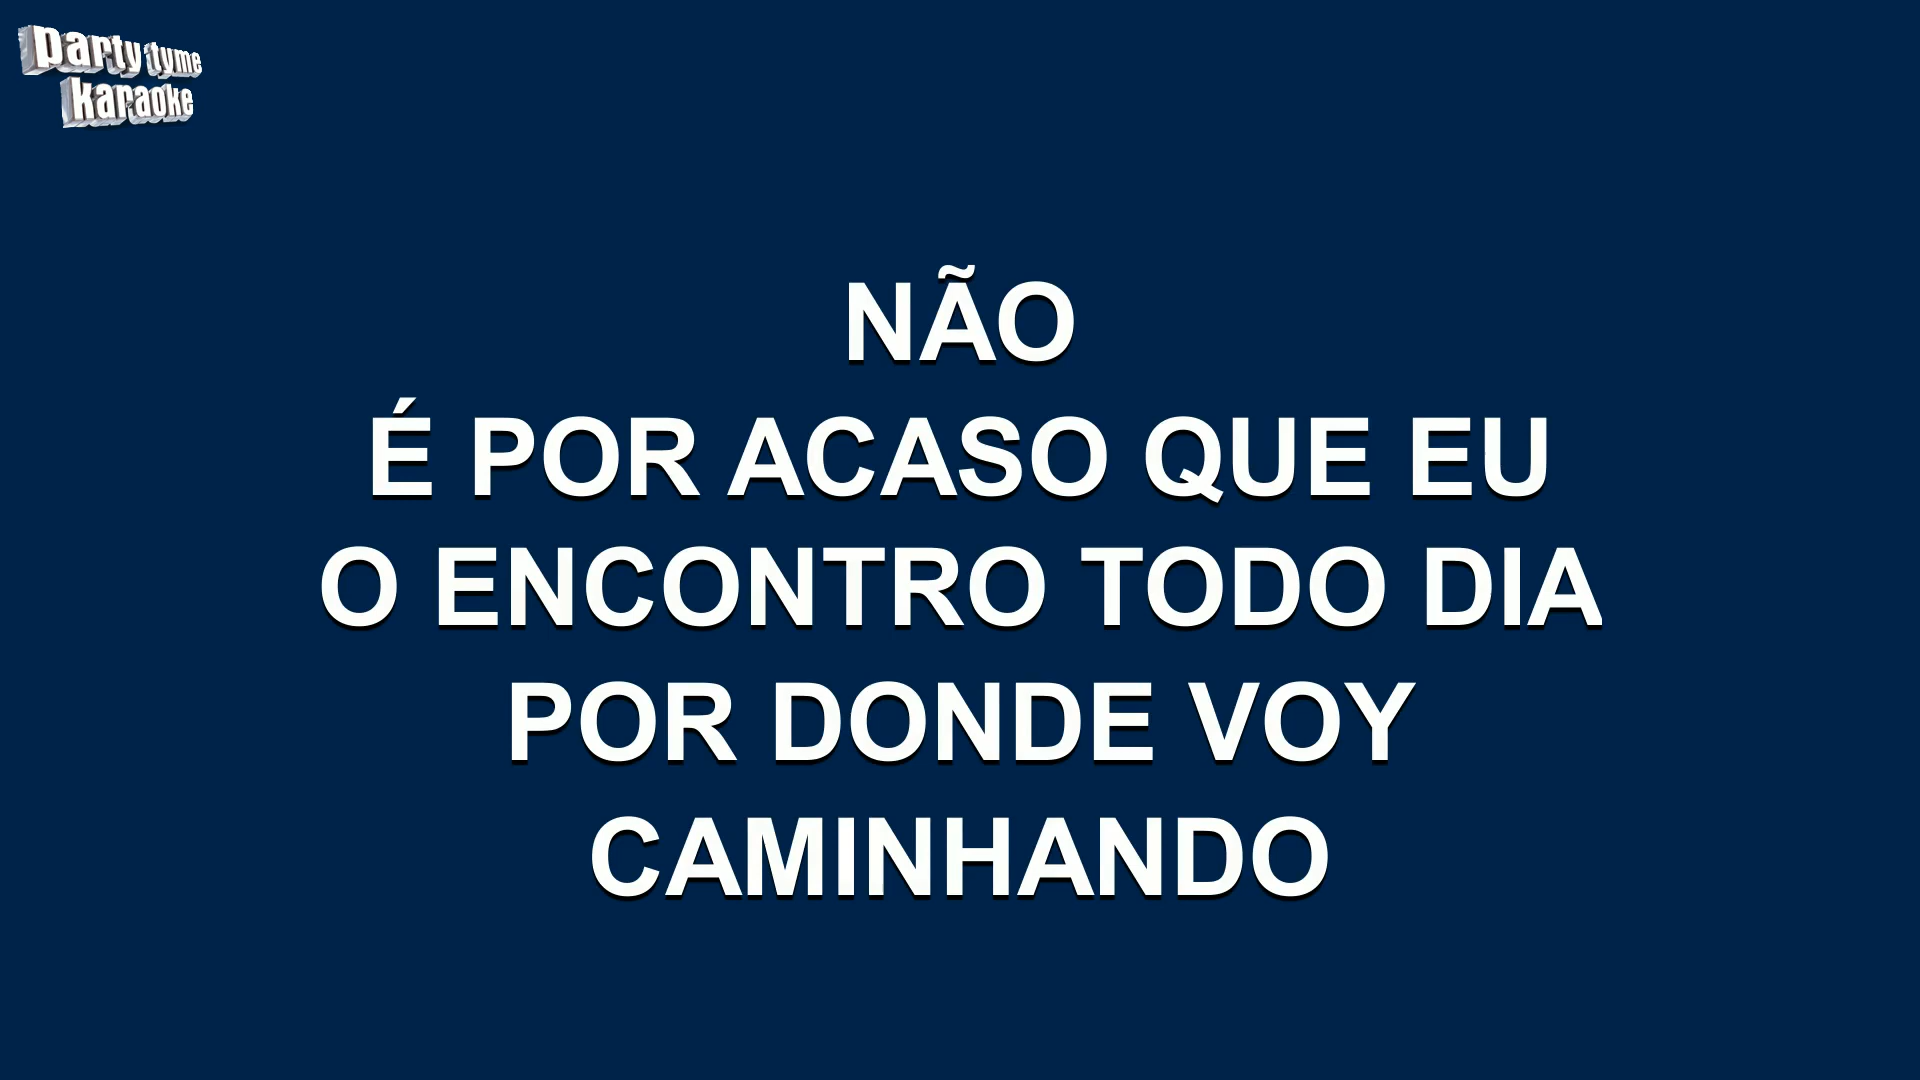 party tyme
karaoke
NÃO
É POR ACASO QUE EU
O ENCONTRO TODO DIA
POR DONDE VOY
CAMINHANDO